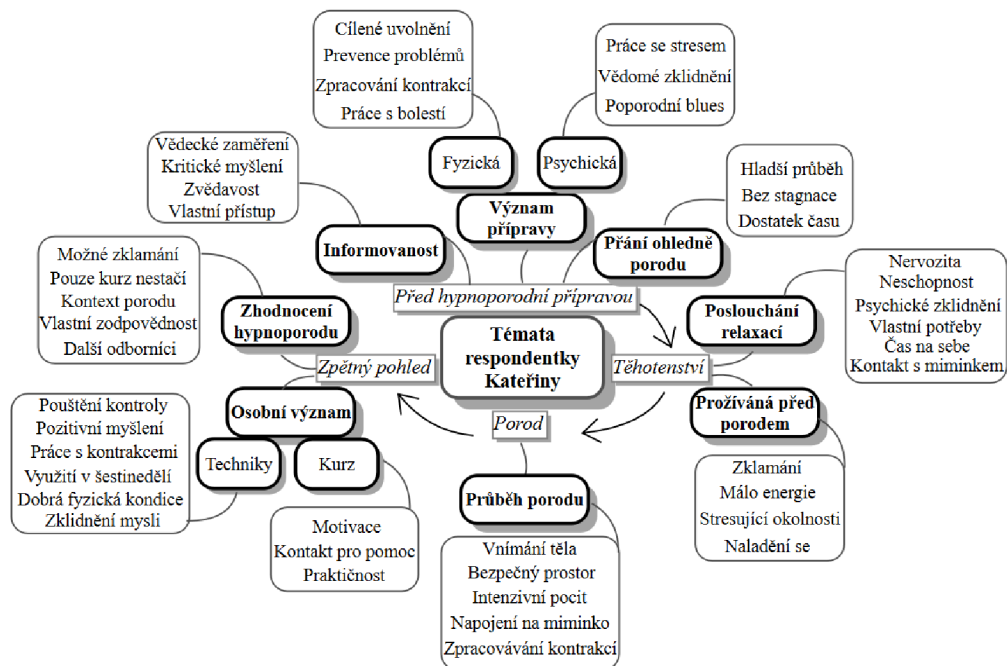 Cílené uvolnění
Prevence problémů
Zpracování kontrakcí
Práce s bolestí
Práce se stresem
Vědomé zklidnění
Poporodní blues
Fyzická
Psychická
Vědecké zaměření
Kritické myšlení
Zvědavost
Vlastní přístup
Hladší průběh
Bez stagnace
Dostatek času
Význam
přípravy
Informovanost
Přání ohledně
porodu
Možné zklamání
Pouze kurz nestačí
Kontext porodu
Vlastní zodpovědnost
Další odborníci
Zhodnocení
hypnoporodu
Před hypnoporodní přípravou
Poslouchání
relaxací
Nervozita
Neschopnost
Psychické zklidnění
Vlastní potřeby
Čas na sebe
Kontakt s miminkem
Témata
respondentky
Kateřiny
Zpětný pohled
Těhotenství
Porod
Osobní význam
Techniky
Kurz
Pouštění kontroly
Pozitivní myšlení
Práce s kontrakcemi
Využití v šestinedělí
Dobrá fyzická kondice
Zklidnění mysli
Motivace
Kontakt pro pomoc
Praktičnost
Průběh porodu
Vnímání těla
Bezpečný prostor
Intenzivní pocit
Napojení na miminko
Zpracovávání kontrakcí
Prožíváná před
porodem
Zklamání
Málo energie
Stresující okolnosti
Naladění se